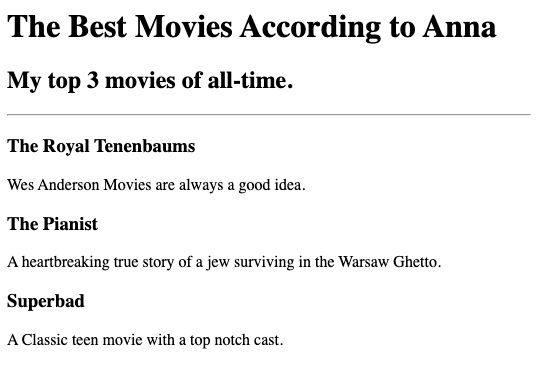 The Best Movies According to Anna
My top 3 movies of all-time.
The Royal Tenenbaums
Wes Anderson Movies are always a good idea.
The Pianist
A heartbreaking true story of a jew surviving in the Warsaw Ghetto.
Superbad
A Classic teen movie with a top notch cast.